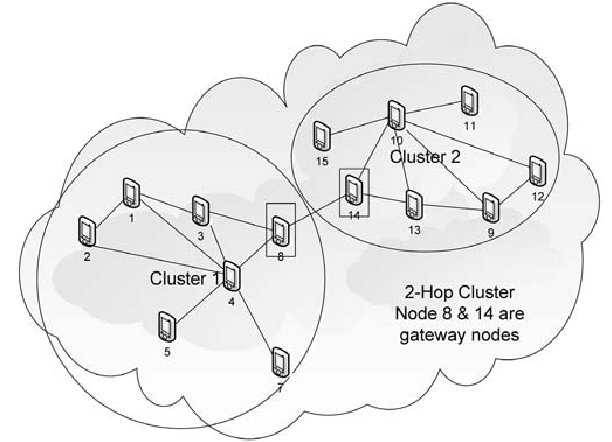 11
10
15
Cluster 2
12
14
13
9
1
3
8
2
Cluster 1
4
2-Hop Cluster
Node 8 & 14 are
gateway nodes
5
7